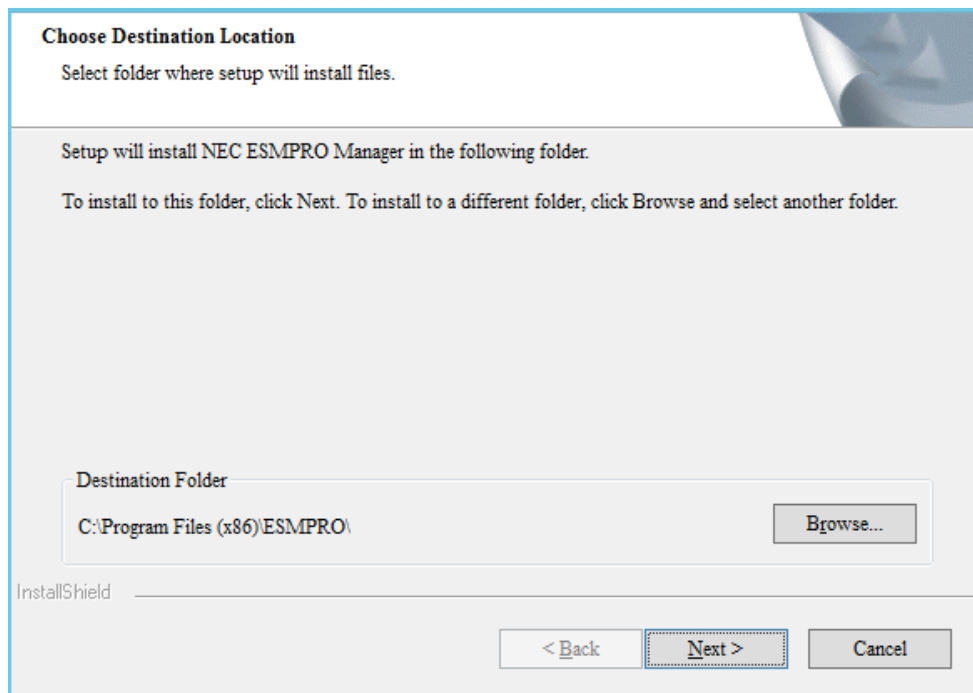 Choose Destination Location
Select folder where setup will install files.
Setup will install NEC ESMPRO Manager in the following folder.
To install to this folder, click Next. To install to a different folder, click Browse and select another folder.
Destination Folder
C:\Program Files (x86)\ESMPRO\
Browse...
InstallShield
< Back
Next >
Cancel